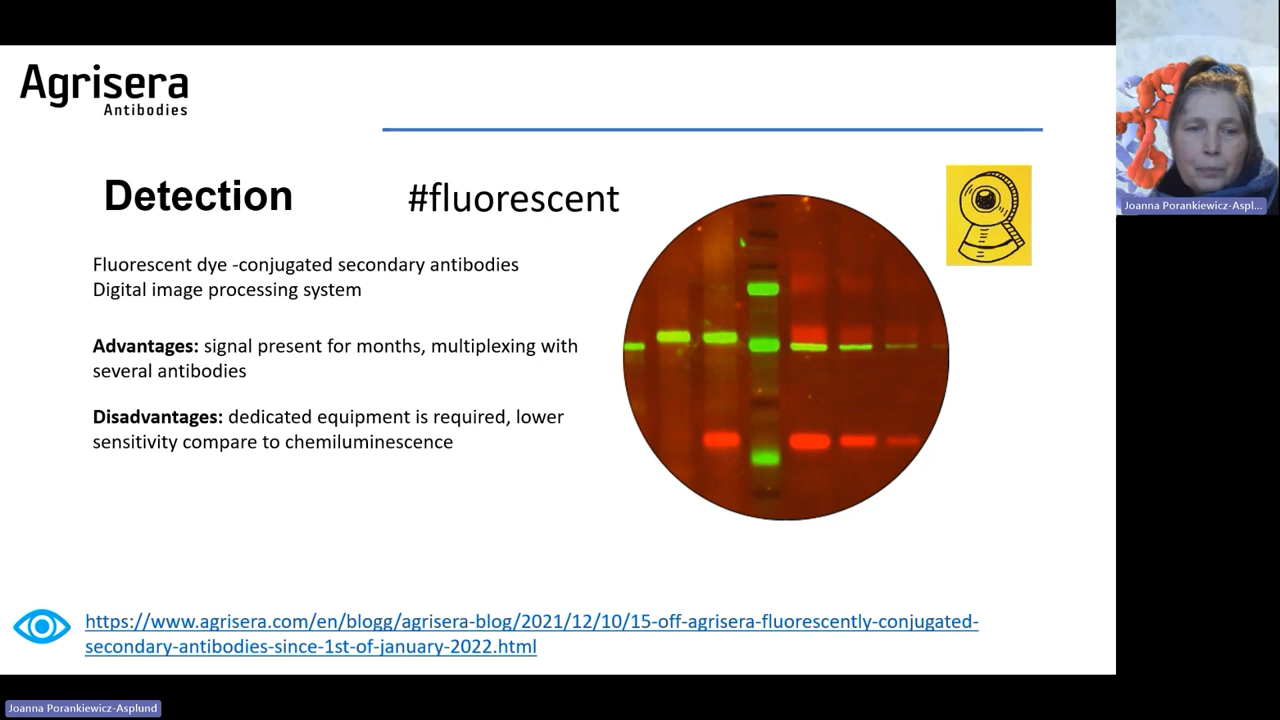 Agrisera
Antibodies
Detection
#fluorescent
Fluorescent dye -conjugated secondary antibodies
Digital image processing system
Advantages: signal present for months, multiplexing with
several antibodies
Disadvantages: dedicated equipment is required, lower
sensitivity compare to chemiluminescence
https://www.agrisera.com/en/blogg/agrisera-blog/2021/12/10/15-off-agrisera-fluorescently-conjugated-
secondary-antibodies-since-1st-of-january-2022.html
Joanna Porankiewicz-Aspl...
Joanna Porankiewicz-Asplund